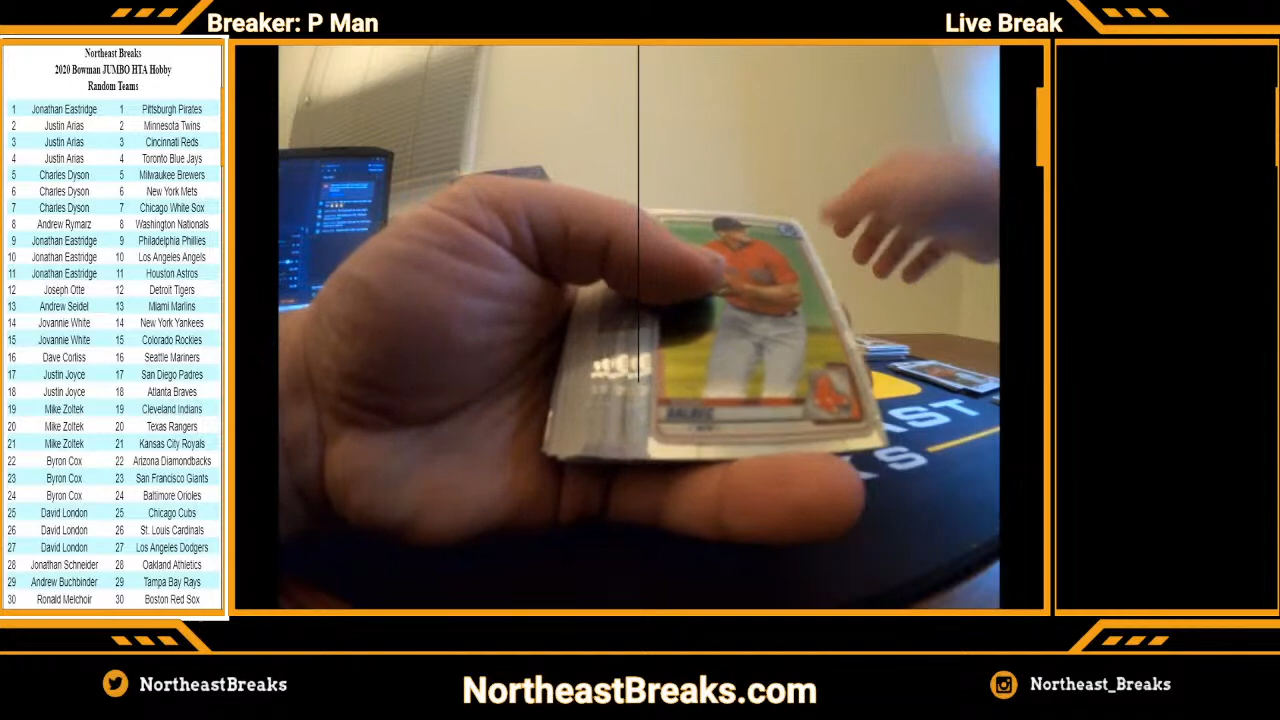 Breaker: P Man
Live Break
Northeast Breaks
2020 Bowman JUMBO HTA Hobby
Random Teams
1 Jonathan Eastridge 1 Pittsburgh Pirates
2 Justin Arias 2 Minnesota Twins
3 Justin Arias 3 Cincinnati Reds
4 Justin Arias 4 Toronto Blue Jays
5 Charles Dyson 5 Milwaukee Brewers
6 Charles Dyson 6 New York Mets
7 Charles Dyson 7 Chicago White Sox
8 Andrew Rymarz 8 Washington Nationals
9 Jonathan Eastridge 9 Philadelphia Phillies
10 Jonathan Eastridge 10 Los Angeles Angels
11 Jonathan Eastridge 11 Houston Astros
12 Joseph Otte 12 Detroit Tigers
13 Andrew Seidel 13 Miami Marlins
14 Jovannie White 14 New York Yankees
15 Jovannie White 15 Colorado Rockies
16 Dave Corliss 16 Seattle Mariners
17 Justin Joyce 17 San Diego Padres
18 Justin Joyce 18 Atlanta Braves
19 Mike Zoltek 19 Cleveland Indians
20 Mike Zoltek 20 Texas Rangers
21 Mike Zoltek 21 Kansas City Royals
22 Byron Cox 22 Arizona Diamondbacks
23 Byron Cox 23 San Francisco Giants
24 Byron Cox 24 Baltimore Orioles
25 David London 25 Chicago Cubs
26 David London 26 St. Louis Cardinals
27 David London 27 Los Angeles Dodgers
28 Jonathan Schneider 28 Oakland Athletics
29 Andrew Buchbinder 29 Tampa Bay Rays
30 Ronald Melchoir 30 Boston Red Sox
DALBEC
AST
KS
NortheastBreaks
NortheastBreaks.com
Northeast_Breaks